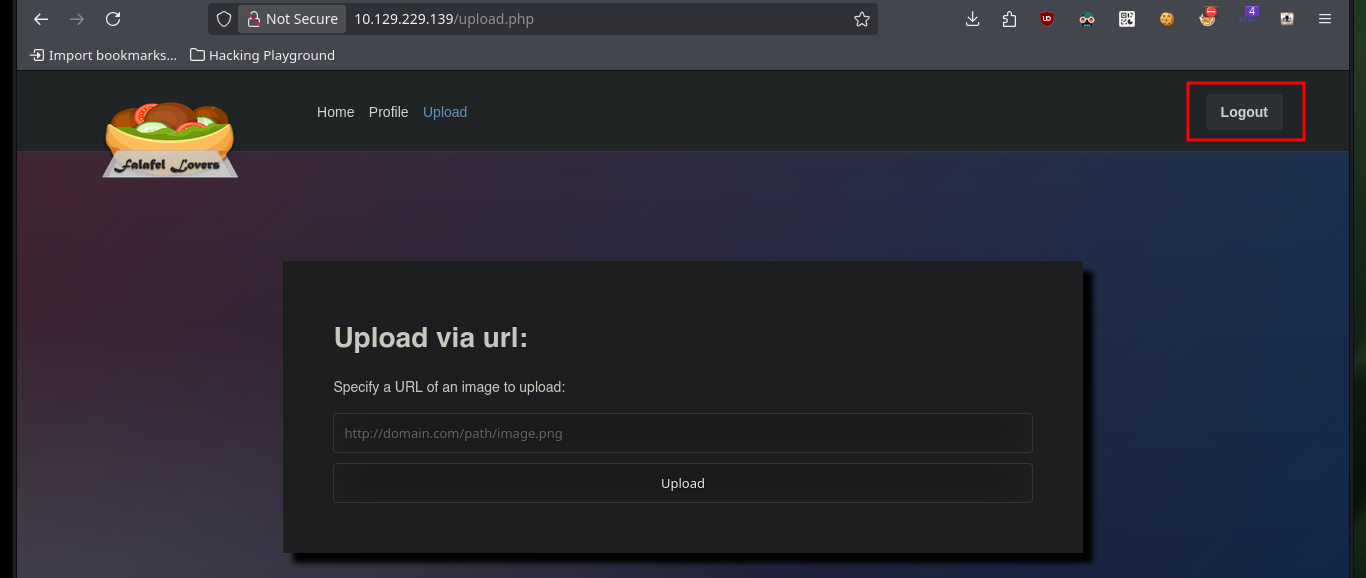 Not Secure 10.129.229.139/upload.php
4
Import bookmarks... Hacking Playground
Home Profile Upload Logout
Falafel Lovers
Upload via url:
Specify a URL of an image to upload:
http://domain.com/path/image.png
Upload